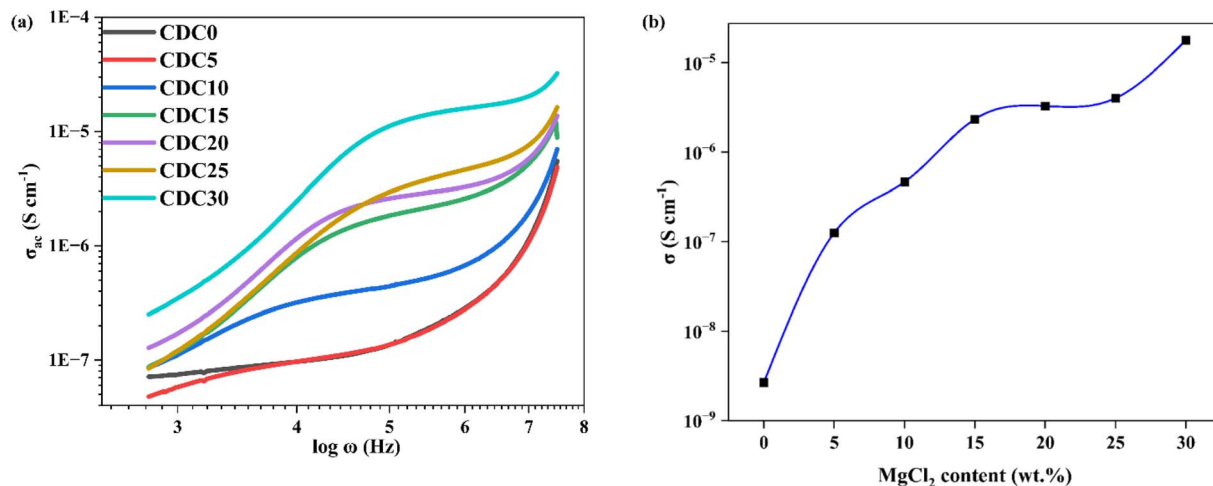 (a)
1E−4
1E−5
1E−6
1E−7
σac (S cm⁻¹)
CDC0
CDC5
CDC10
CDC15
CDC20
CDC25
CDC30
3 4 5 6 7 8
log ω (Hz)
(b)
10⁻⁵
10⁻⁶
10⁻⁷
10⁻⁸
10⁻⁹
σ (S cm⁻¹)
0 5 10 15 20 25 30
MgCl₂ content (wt.%)